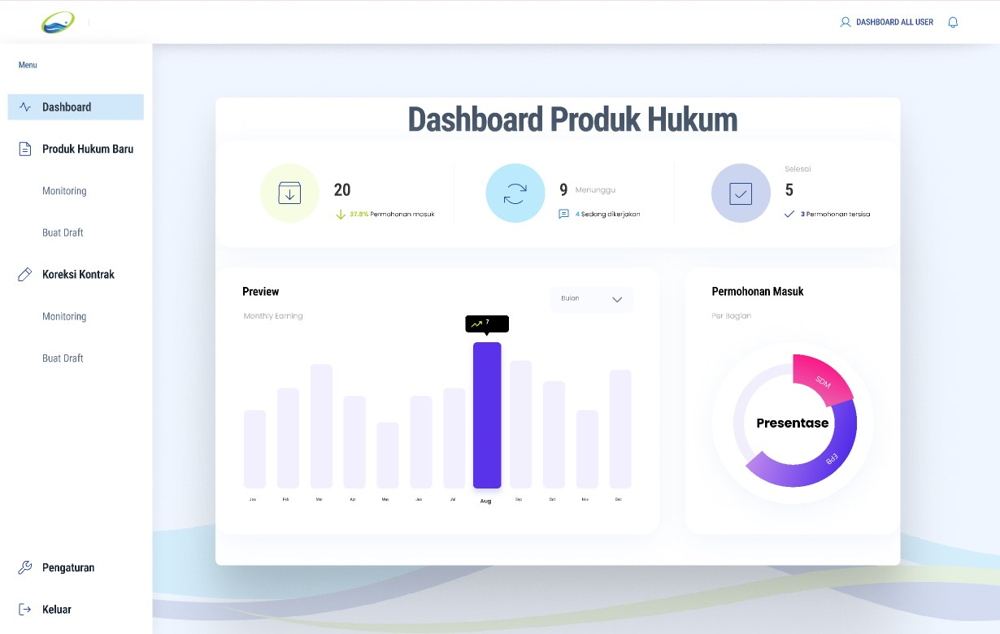 DASHBOARD ALL USER
Menu
Dashboard
Produk Hukum Baru
Monitoring
Buat Draft
Koreksi Kontrak
Monitoring
Buat Draft
Pengaturan
Keluar
Dashboard Produk Hukum
20
37.8% Permohonan masuk
9 Menunggu
4 Sedang dikerjakan
Selesai
5
3 Permohonan tersisa
Preview
Monthly Earning
Bulan
7
Jan Feb Mar Apr May Jun Jul Aug Sep Oct Nov Dec
Permohonan Masuk
Per Bagian
SDM
Presentase
EPB